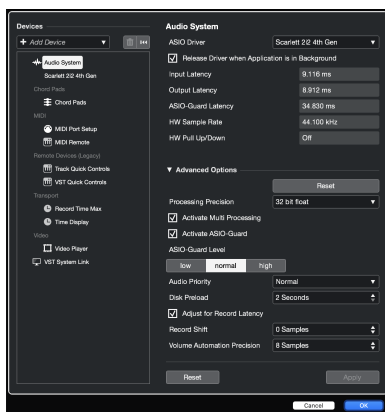 Devices
+ Add Device
Audio System
Scarlett 2i2 4th Gen
Chord Pads
Chord Pads
MIDI
MIDI Port Setup
MIDI Remote
Remote Devices (Legacy)
Track Quick Controls
VST Quick Controls
Transport
Record Time Max
Time Display
Video
Video Player
VST System Link
Audio System
ASIO Driver Scarlett 2i2 4th Gen
Release Driver when Application is in Background
Input Latency 9.116 ms
Output Latency 8.912 ms
ASIO-Guard Latency 34.830 ms
HW Sample Rate 44.100 kHz
HW Pull Up/Down Off
Advanced Options
Reset
Processing Precision 32 bit float
Activate Multi Processing
Activate ASIO-Guard
ASIO-Guard Level
low normal high
Audio Priority Normal
Disk Preload 2 Seconds
Adjust for Record Latency
Record Shift 0 Samples
Volume Automation Precision 8 Samples
Reset Apply
Cancel OK